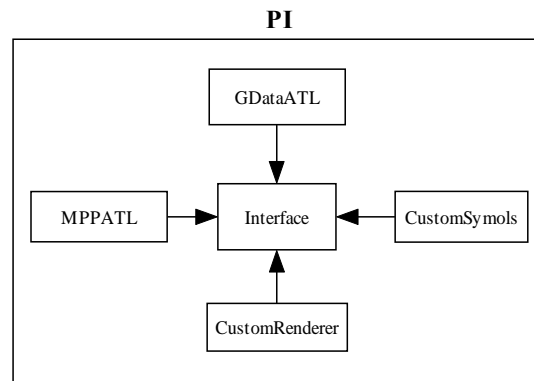 PI
GDataATL
MPPATL
Interface
CustomSymols
CustomRenderer